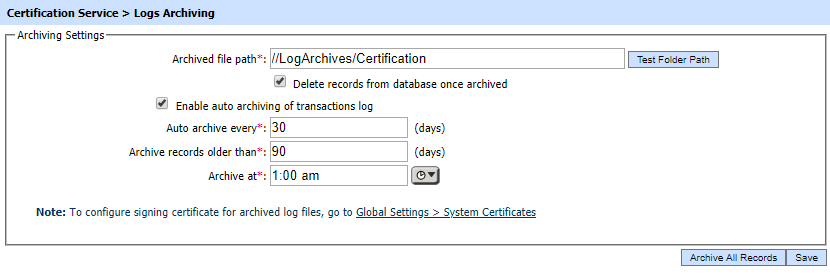 Certification Service > Logs Archiving
Archiving Settings
Archived file path*: //LogArchives/Certification Test Folder Path
Delete records from database once archived
Enable auto archiving of transactions log
Auto archive every*: 30 (days)
Archive records older than*: 90 (days)
Archive at*: 1:00 am
Note: To configure signing certificate for archived log files, go to Global Settings > System Certificates
Archive All Records Save